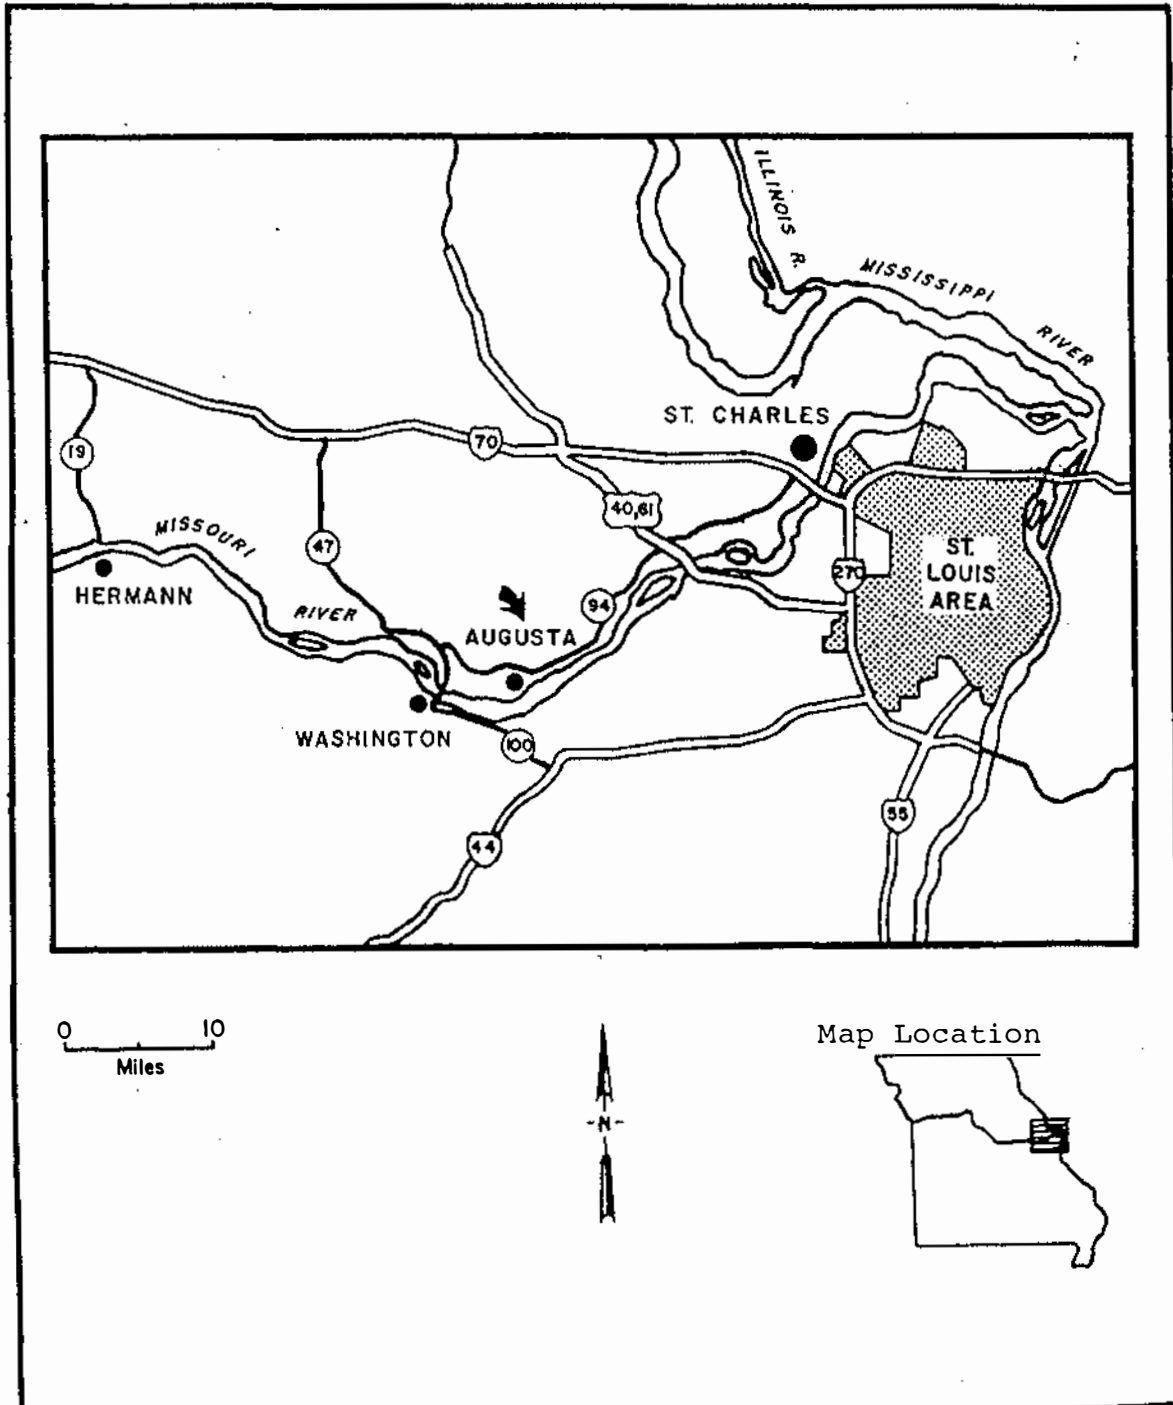 ILLINOIS R.
MISSISSIPPI
RIVER
ST. CHARLES
70
19
40,61
MISSOURI
47
ST.
LOUIS
AREA
270
HERMANN
RIVER
94
AUGUSTA
WASHINGTON
100
55
44
0 10
Miles
Map Location
-N-